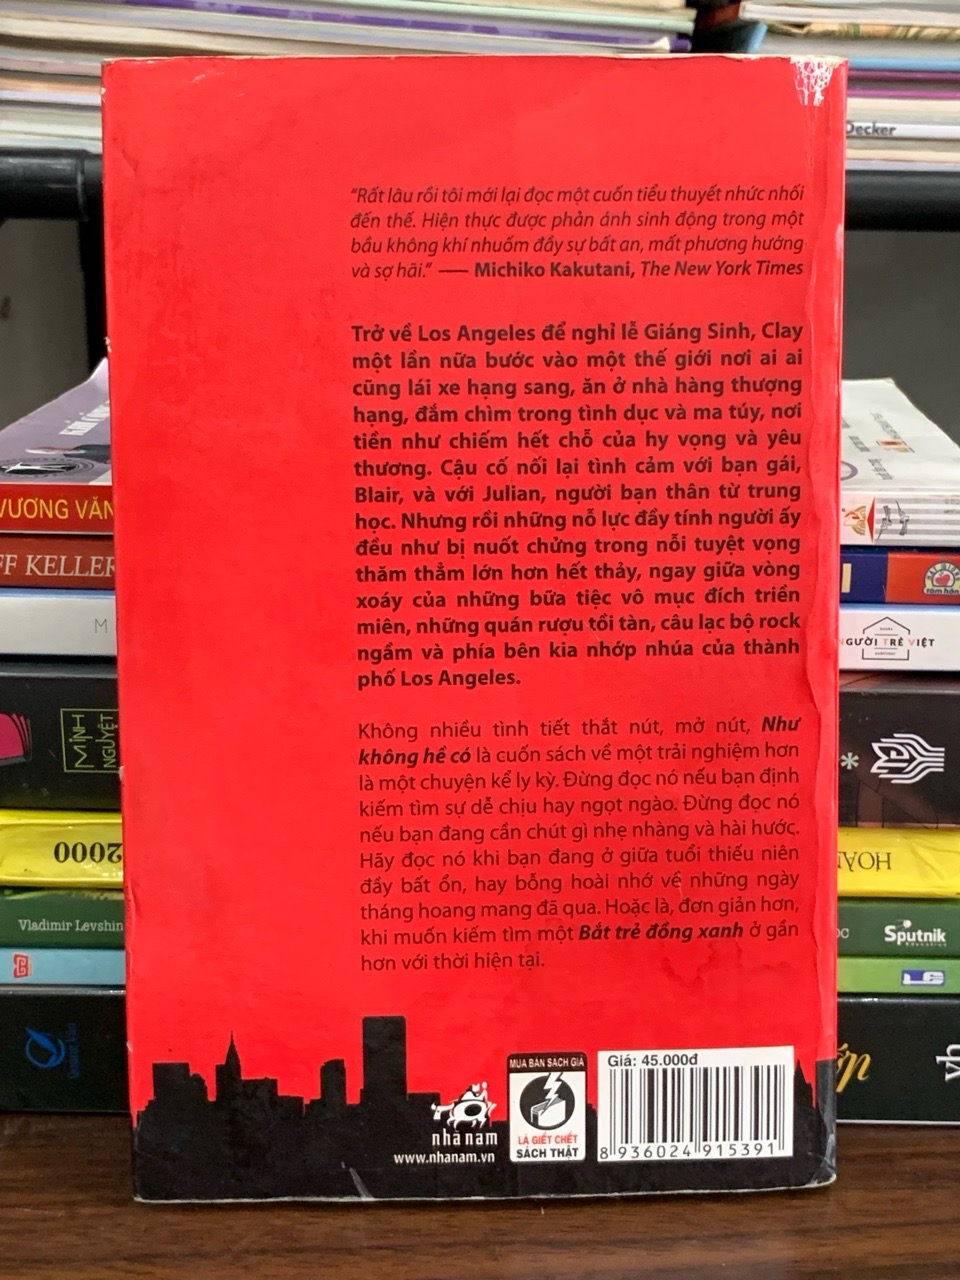 Decker
"Rất lâu rồi tôi mới lại đọc một cuốn tiểu thuyết nhức nhối
đến thế. Hiện thực được phản ánh sinh động trong một
bầu không khí nhuốm đầy sự bất an, mất phương hướng
và sợ hãi." — Michiko Kakutani, The New York Times
Trở về Los Angeles để nghỉ lễ Giáng Sinh, Clay
một lần nữa bước vào một thế giới nơi ai ai
cũng lái xe hạng sang, ăn ở nhà hàng thượng
hạng, đắm chìm trong tình dục và ma túy, nơi
tiền như chiếm hết chỗ của hy vọng và yêu
thương. Cậu cố nối lại tình cảm với bạn gái,
Blair, và với Julian, người bạn thân từ trung
học. Nhưng rồi những nỗ lực đầy tính người ấy
đều như bị nuốt chửng trong nỗi tuyệt vọng
thăm thẳm lớn hơn hết thảy, ngay giữa vòng
xoáy của những bữa tiệc vô mục đích triền
miên, những quán rượu tồi tàn, câu lạc bộ rock
ngầm và phía bên kia nhớp nhúa của thành
phố Los Angeles.
Không nhiều tình tiết thắt nút, mở nút, Như
không hề có là cuốn sách về một trải nghiệm hơn
là một chuyện kể ly kỳ. Đừng đọc nó nếu bạn định
kiếm tìm sự dễ chịu hay ngọt ngào. Đừng đọc nó
nếu bạn đang cần chút gì nhẹ nhàng và hài hước.
Hãy đọc nó khi bạn đang ở giữa tuổi thiếu niên
đầy bất ổn, hay bỗng hoài nhớ về những ngày
tháng hoang mang đã qua. Hoặc là, đơn giản hơn,
khi muốn kiếm tìm một Bắt trẻ đồng xanh ở gần
hơn với thời hiện tại.
nhã nam
www.nhanam.vn
MUA BÁN SÁCH GIẢ
LÀ GIẾT CHẾT
SÁCH THẬT
Giá: 45.000đ
8 936024 915391
VƯƠNG VĂN
FF KELLER
M
MINH
NGUYỆT
2000
Vladimir Levshin
NGƯỜI TRẺ VIỆT
*
HOÀ
Sputnik
Education